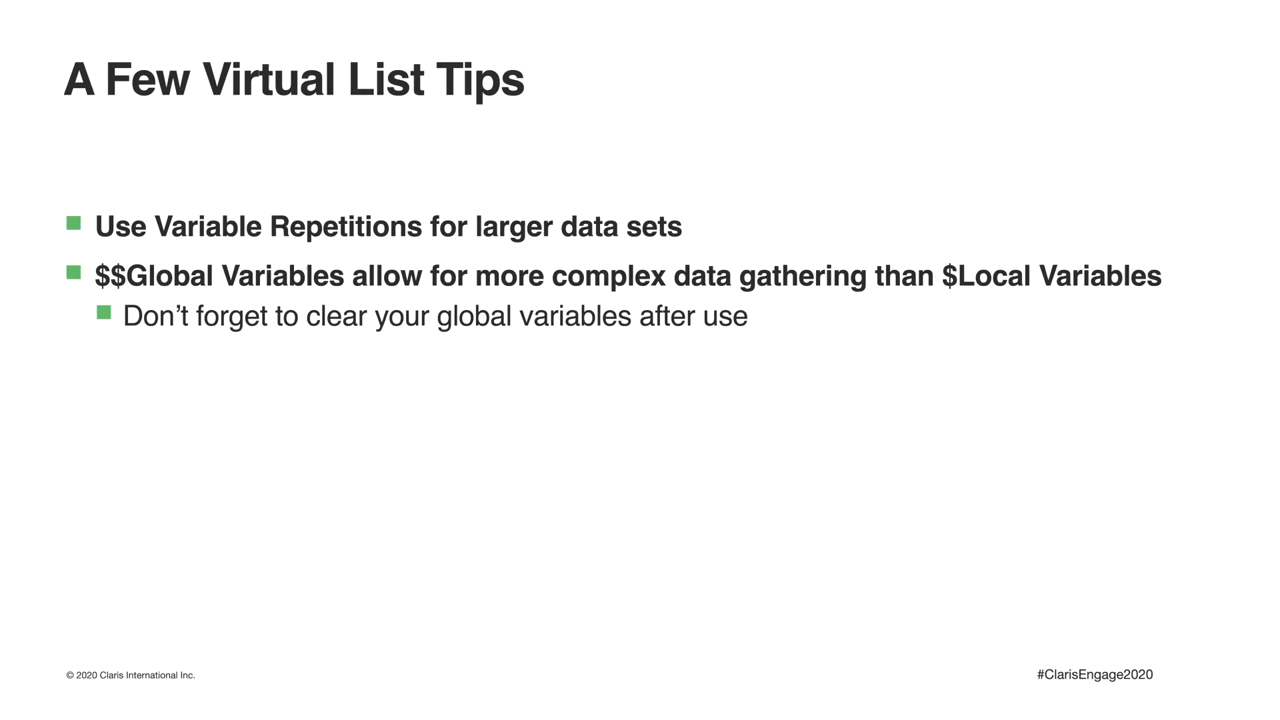 A Few Virtual List Tips
Use Variable Repetitions for larger data sets
$$Global Variables allow for more complex data gathering than $Local Variables
Don’t forget to clear your global variables after use
© 2020 Claris International Inc.
#ClarisEngage2020